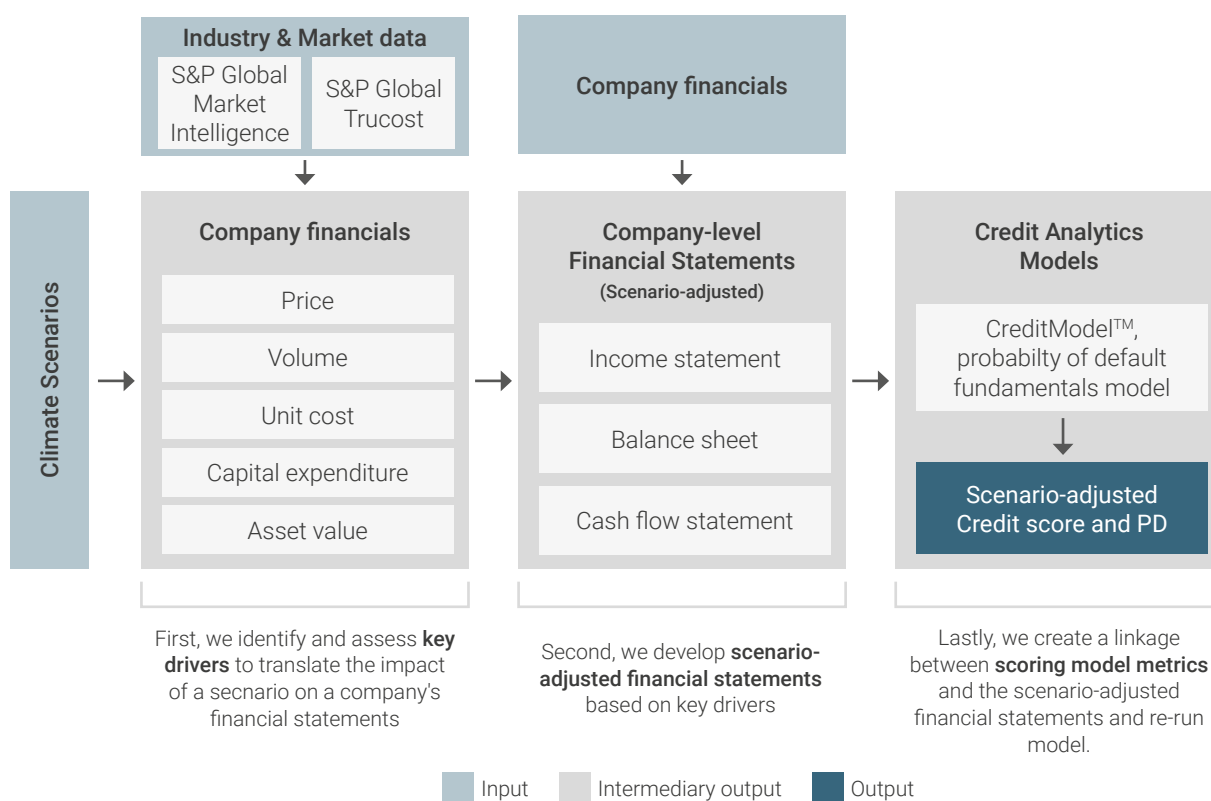 Industry & Market data
S&P Global
Market
Intelligence
S&P Global
Trucost
Company financials
Climate Scenarios
Company financials
Price
Volume
Unit cost
Capital expenditure
Asset value
Company-level
Financial Statements
(Scenario-adjusted)
Income statement
Balance sheet
Cash flow statement
Credit Analytics
Models
CreditModel™,
probabilty of default
fundamentals model
Scenario-adjusted
Credit score and PD
First, we identify and assess key
drivers to translate the impact
of a secnario on a company's
financial statements
Second, we develop scenario-
adjusted financial statements
based on key drivers
Lastly, we create a linkage
between scoring model metrics
and the scenario-adjusted
financial statements and re-run
model.
Input
Intermediary output
Output